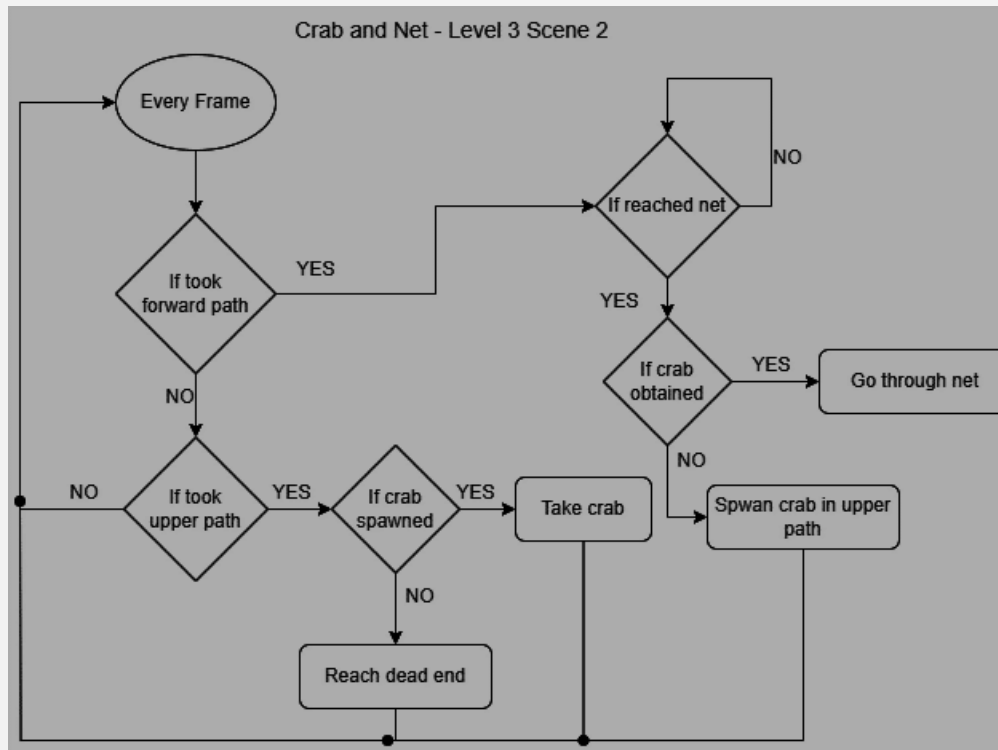 Crab and Net - Level 3 Scene 2
Every Frame
If reached net
NO
If took
forward path
YES
YES
If crab
obtained
YES
Go through net
NO
NO
If took
upper path
NO
YES
If crab
spawned
YES
Take crab
Spwan crab in upper
path
NO
Reach dead end